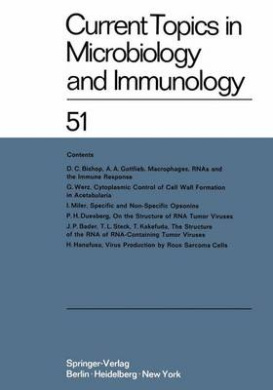 Current Topics in
Microbiology
and Immunology
51
Contents
D. C. Bishop, A. A. Gottlieb, Macrophages, RNAs and
the Immune Response
G. Werz, Cytoplasmic Control of Cell Wall Formation
in Acetabularia
I. Miler, Specific and Non-Specific Opsonins
P. H. Duesberg, On the Structure of RNA Tumor Viruses
J. P. Bader, T. L. Steck, T. Kakefuda, The Structure
of the RNA of RNA-Containing Tumor Viruses
H. Hanafusa, Virus Production by Rous Sarcoma Cells
Springer-Verlag
Berlin · Heidelberg · New York